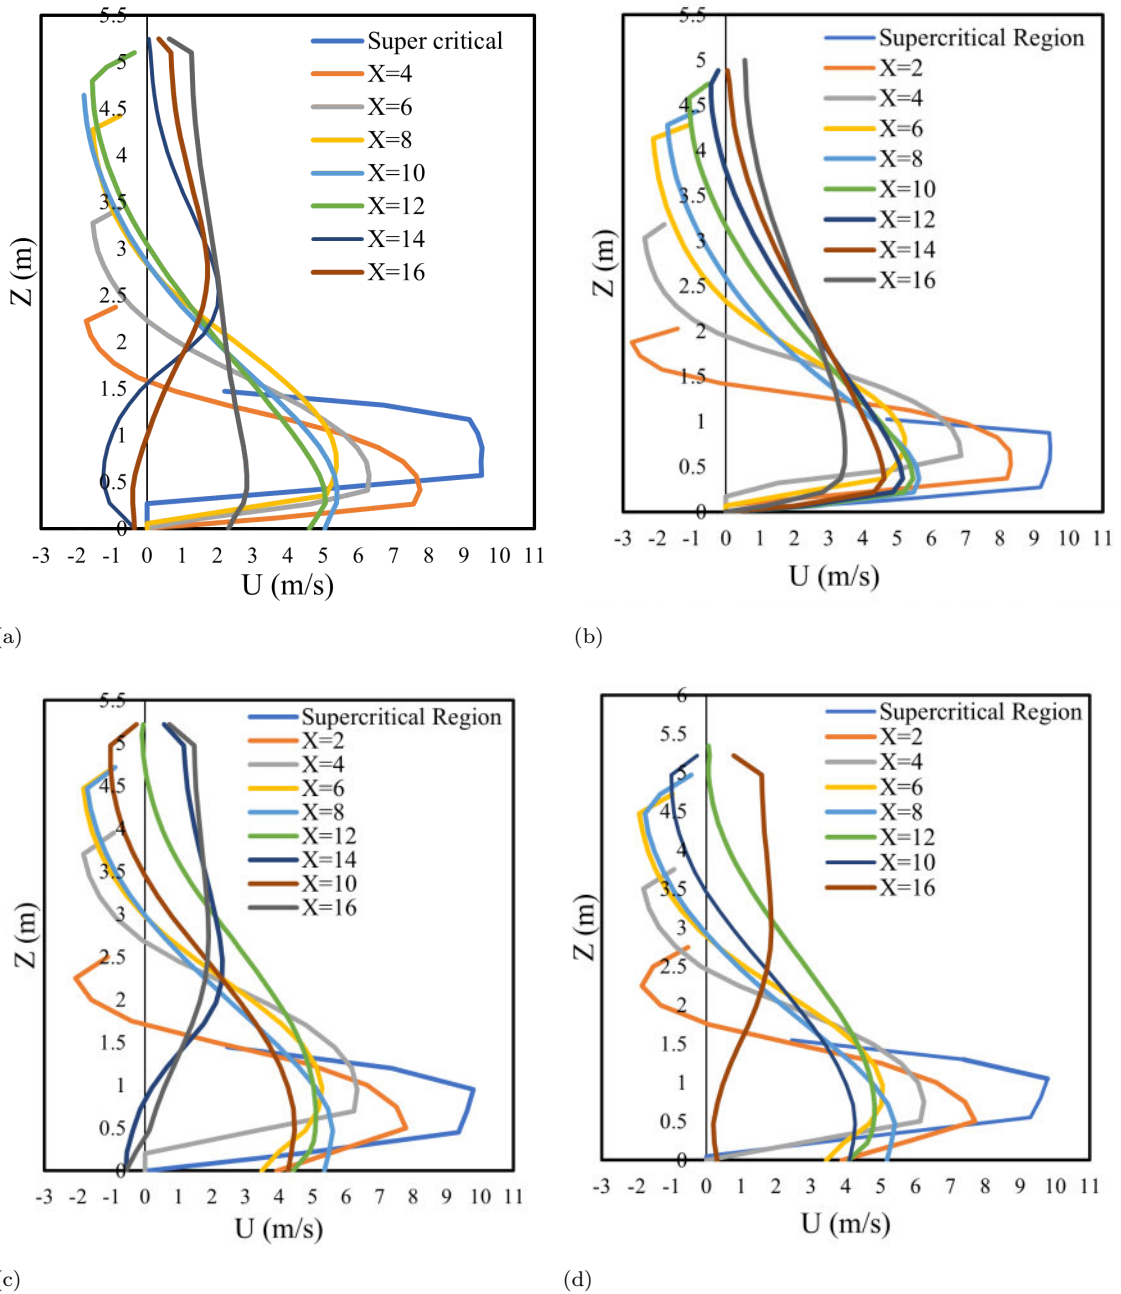 5.5
5
4.5
4
3.5
3
2.5
2
1.5
1
0.5
0
Z (m)
-3 -2 -1 0 1 2 3 4 5 6 7 8 9 10 11
U (m/s)
Super critical
X=4
X=6
X=8
X=10
X=12
X=14
X=16
(a)
5.5
5
4.5
4
3.5
3
2.5
2
1.5
1
0.5
0
Z (m)
-3 -2 -1 0 1 2 3 4 5 6 7 8 9 10 11
U (m/s)
Supercritical Region
X=2
X=4
X=6
X=8
X=10
X=12
X=14
X=16
(b)
5.5
5
4.5
4
3.5
3
2.5
2
1.5
1
0.5
0
Z (m)
-3 -2 -1 0 1 2 3 4 5 6 7 8 9 10 11
U (m/s)
Supercritical Region
X=2
X=4
X=6
X=8
X=12
X=14
X=10
X=16
(c)
6
5.5
5
4.5
4
3.5
3
2.5
2
1.5
1
0.5
0
Z (m)
-3 -2 -1 0 1 2 3 4 5 6 7 8 9 10 11
U (m/s)
Supercritical Region
X=2
X=4
X=6
X=8
X=12
X=10
X=16
(d)